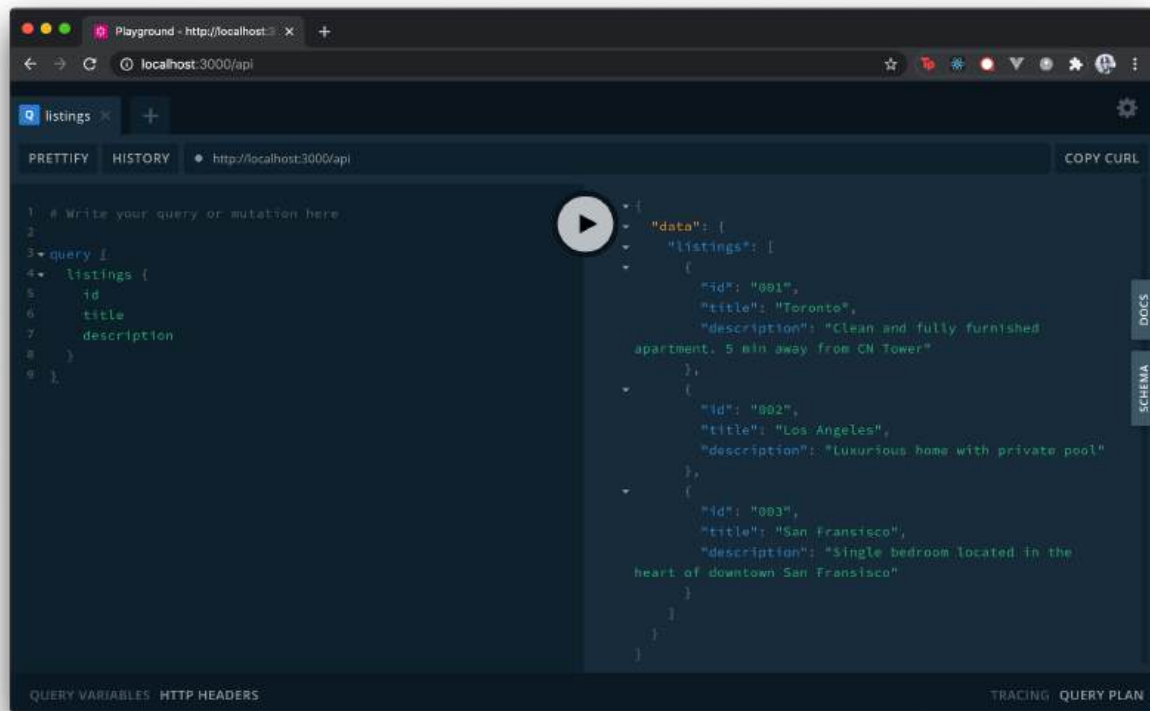 Playground - http://localhost:3
localhost:3000/api
Q listings
PRETTIFY HISTORY http://localhost:3000/api COPY CURL
1 # Write your query or mutation here
2
3 query {
4 listings {
5 id
6 title
7 description
8 }
9 }
{
"data": {
"listings": [
{
"id": "001",
"title": "Toronto",
"description": "Clean and fully furnished
apartment. 5 min away from CN Tower"
},
{
"id": "002",
"title": "Los Angeles",
"description": "Luxurious home with private pool"
},
{
"id": "003",
"title": "San Fransisco",
"description": "Single bedroom located in the
heart of downtown San Fransisco"
}
]
}
}
DOCS
SCHEMA
QUERY VARIABLES HTTP HEADERS
TRACING QUERY PLAN